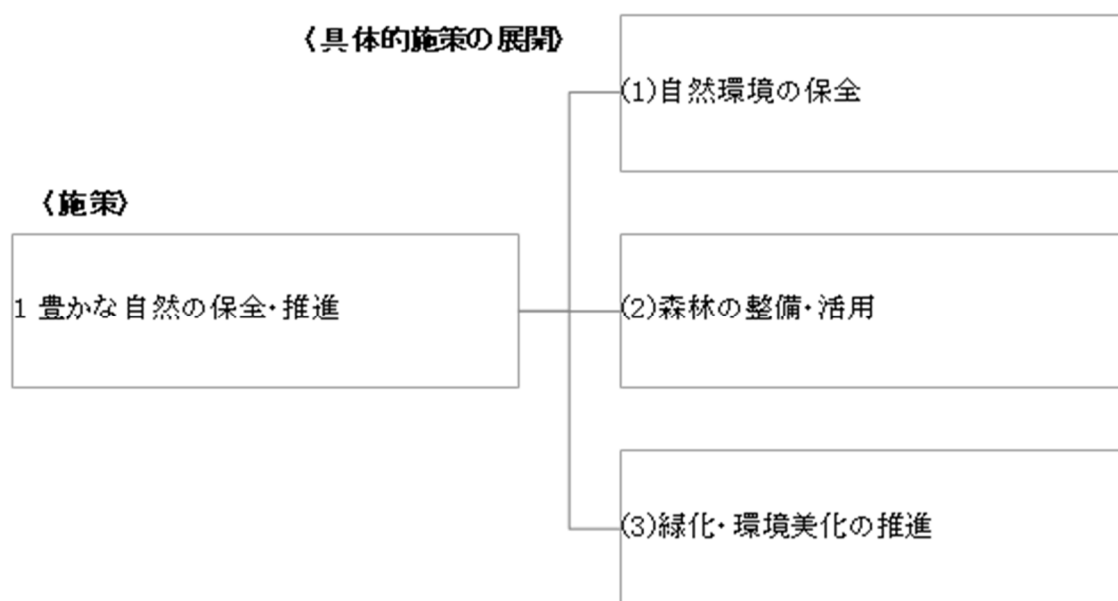 〈具体的施策の展開〉
(1)自然環境の保全
〈施策〉
1 豊かな自然の保全・推進
(2)森林の整備・活用
(3)緑化・環境美化の推進